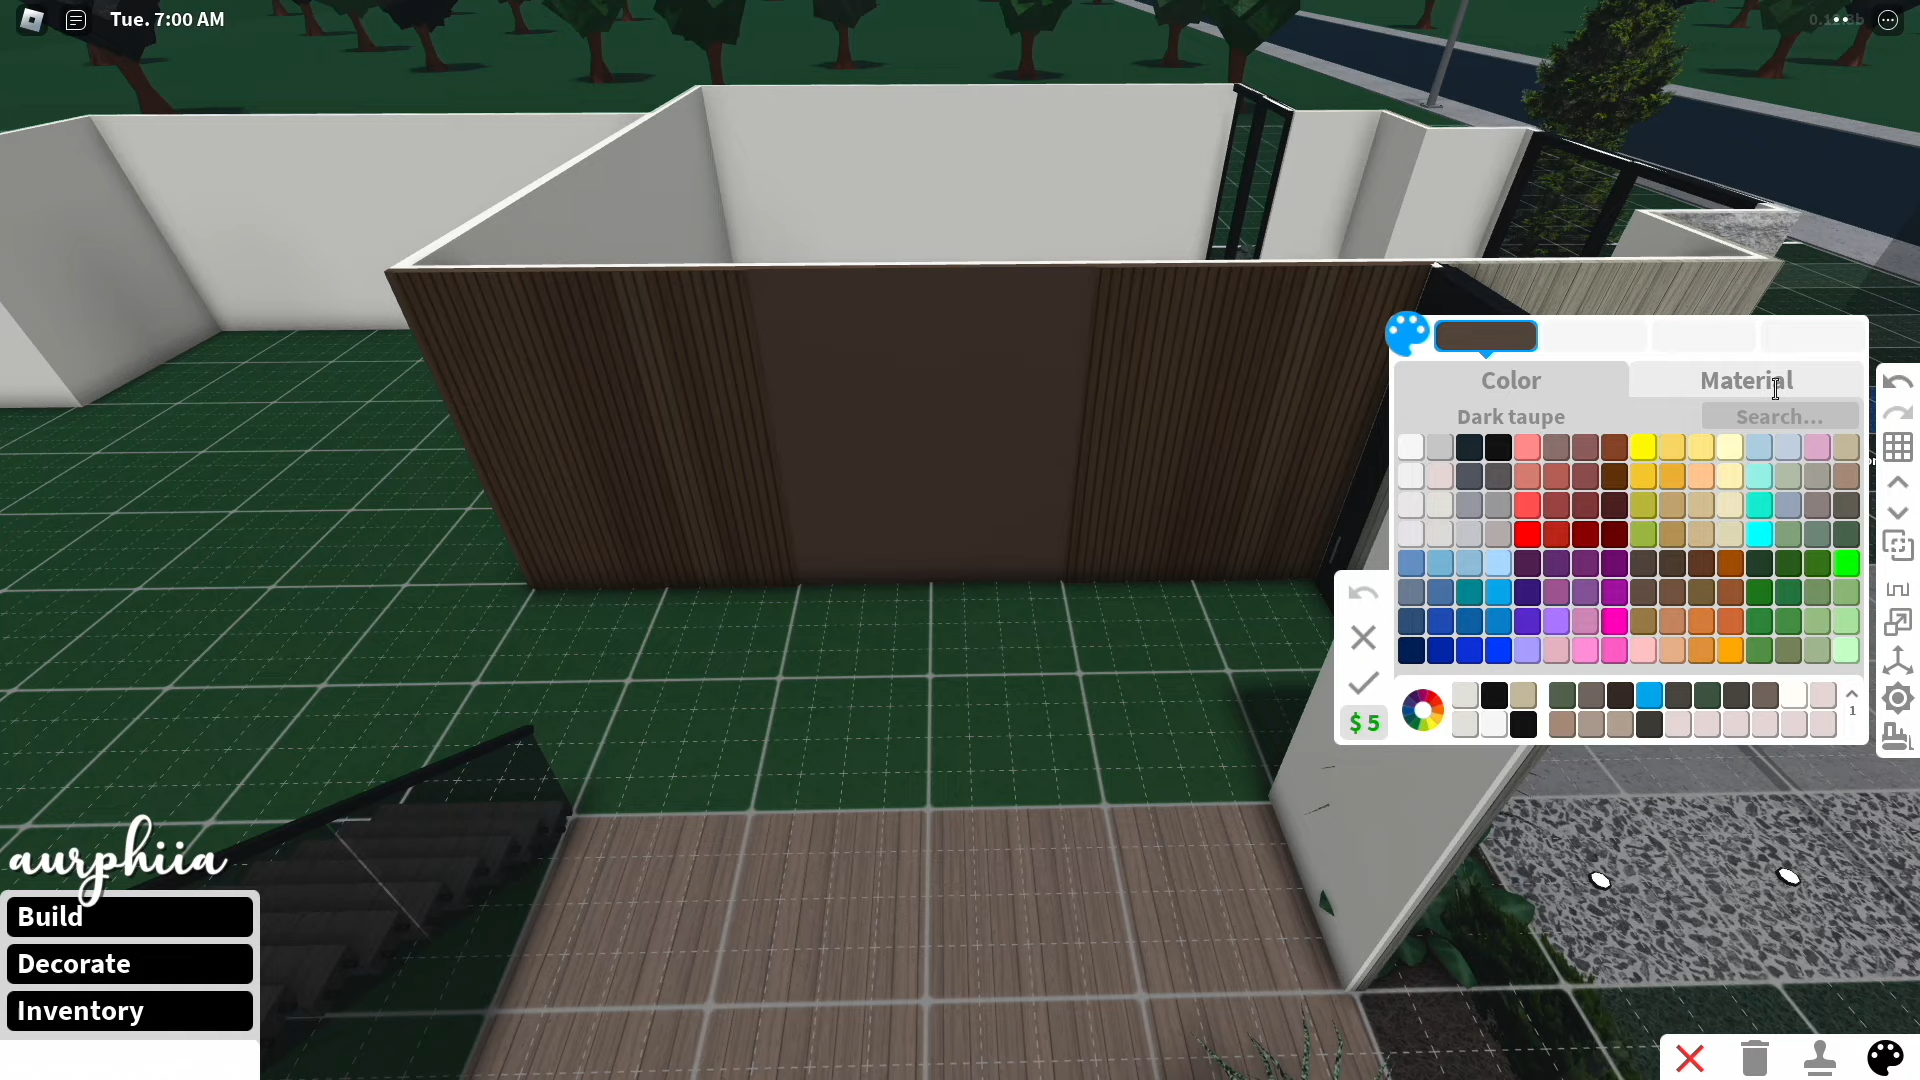 Tue. 7:00 AM
Color
Material
Dark taupe
Search...
1
$ 5
aurphiia
Build
Decorate
Inventory